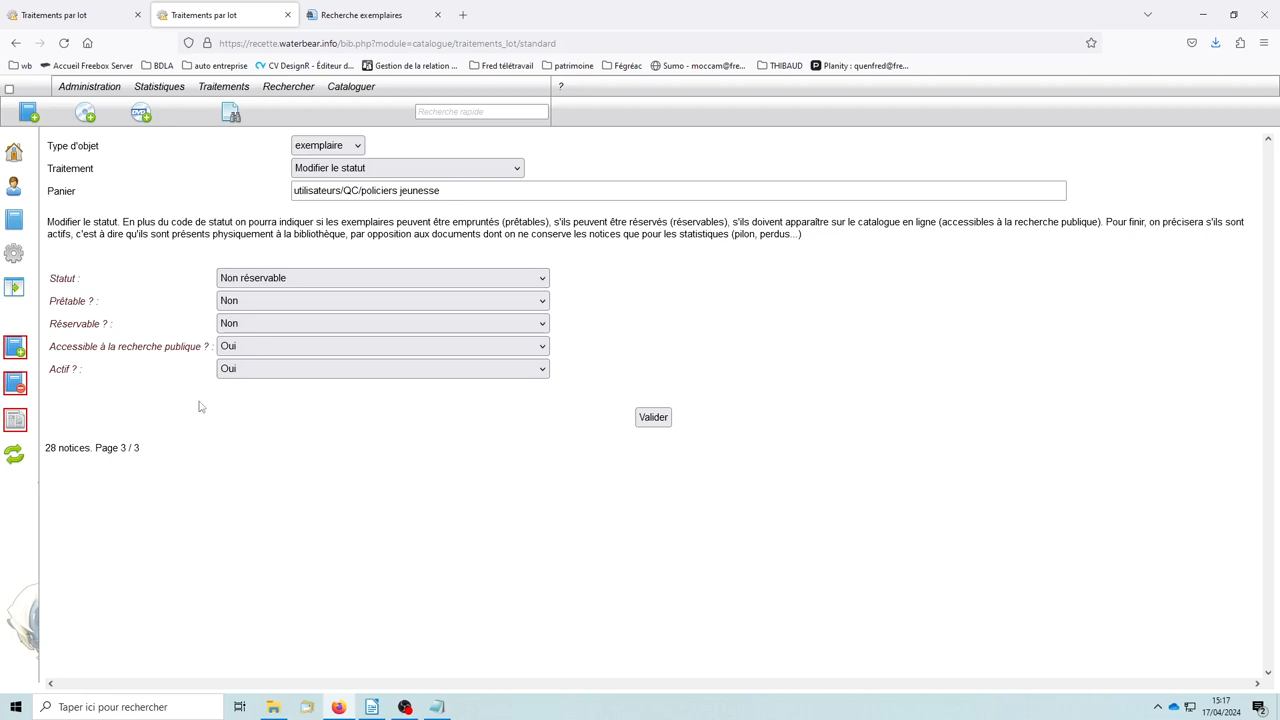 Traitements par lot
Traitements par lot
Recherche exemplaires
https://recette.waterbear.info/bib.php?module=catalogue/traitements_lot/standard
wb
Accueil Freebox Server
BDLA
auto entreprise
CV DesignR - Éditeur d...
Gestion de la relation ...
Fred télétravail
patrimoine
Fégréac
Sumo - moccam@fre...
THIBAUD
Planity : quenfred@fre...
Administration Statistiques Traitements Rechercher Cataloguer ?
Recherche rapide
Type d'objet exemplaire
Traitement Modifier le statut
Panier utilisateurs/QC/policiers jeunesse
Modifier le statut. En plus du code de statut on pourra indiquer si les exemplaires peuvent être empruntés (prêtables), s'ils peuvent être réservés (réservables), s'ils doivent apparaître sur le catalogue en ligne (accessibles à la recherche publique). Pour finir, on précisera s'ils sont
actifs, c'est à dire qu'ils sont présents physiquement à la bibliothèque, par opposition aux documents dont on ne conserve les notices que pour les statistiques (pilon, perdus...)
Statut : Non réservable
Prêtable ? : Non
Réservable ? : Non
Accessible à la recherche publique ? : Oui
Actif ? : Oui
Valider
28 notices. Page 3 / 3
Taper ici pour rechercher
15:17
17/04/2024
2